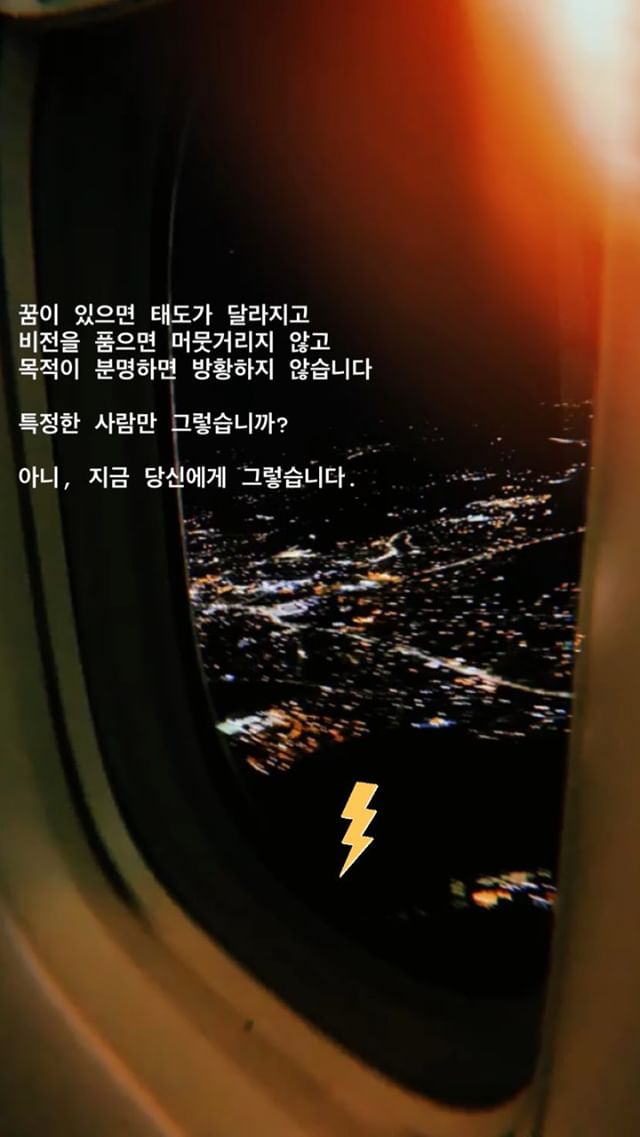 꿈이 있으면 태도가 달라지고
비전을 품으면 머뭇거리지 않고
목적이 분명하면 방황하지 않습니다
특정한 사람만 그렇습니까?
아니, 지금 당신에게 그렇습니다.